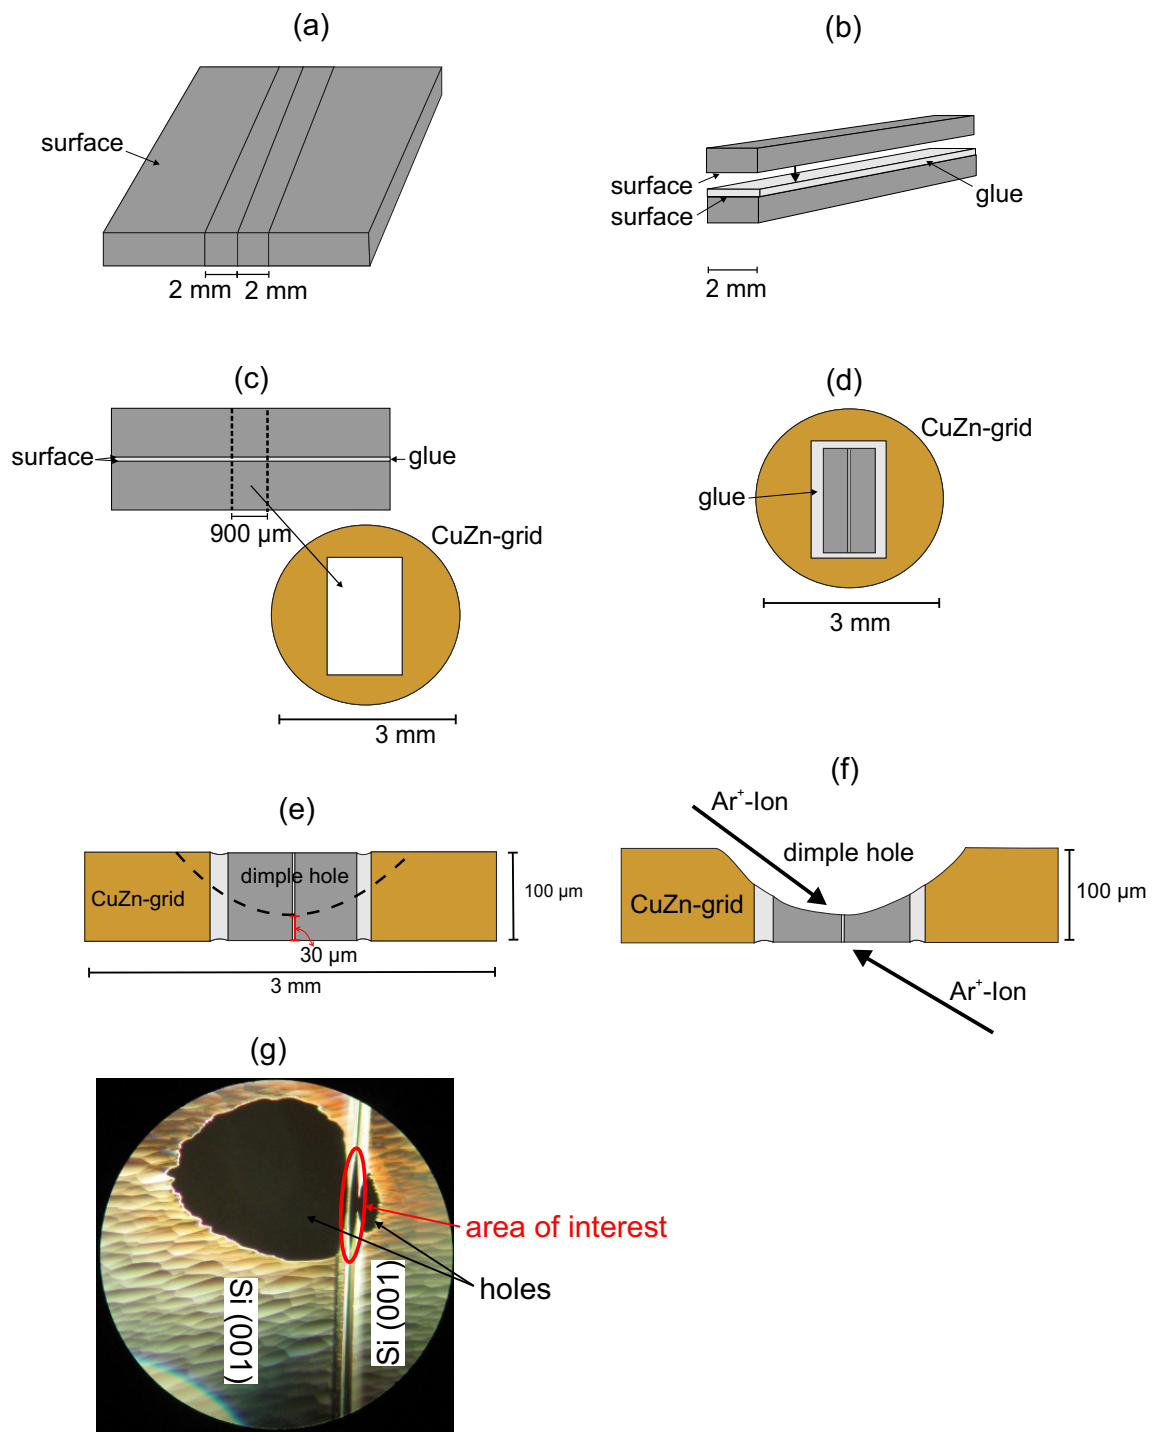 (a)
surface
2 mm
2 mm
(b)
surface
surface
glue
2 mm
(c)
surface
glue
900 µm
CuZn-grid
3 mm
(d)
CuZn-grid
glue
3 mm
(e)
dimple hole
CuZn-grid
100 µm
30 µm
3 mm
(f)
Ar⁺-Ion
dimple hole
CuZn-grid
100 µm
Ar⁺-Ion
(g)
area of interest
holes
Si (001)
Si (001)